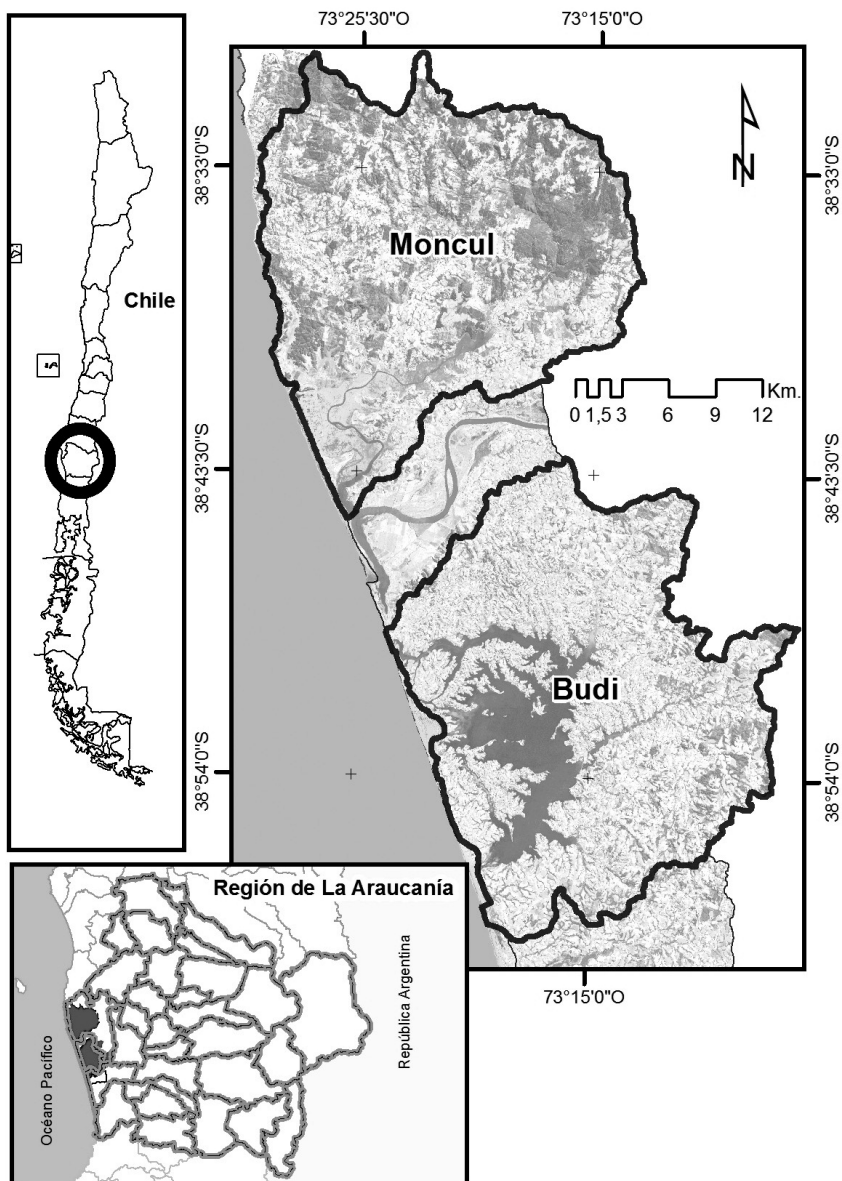 73°25'30"O
73°15'0"O
38°33'0"S
38°33'0"S
N
Moncul
Chile
Km.
0 1,5 3 6 9 12
38°43'30"S
38°43'30"S
Budi
38°54'0"S
38°54'0"S
73°15'0"O
Región de La Araucanía
República Argentina
Océano Pacífico